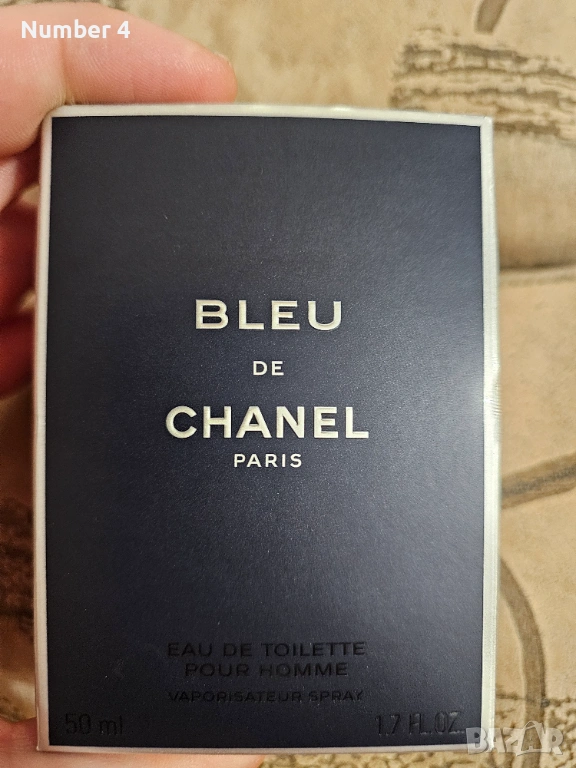 Number 4
BLEU
DE
CHANEL
PARIS
EAU DE TOILETTE
POUR HOMME
VAPORISATEUR SPRAY
50 ml 1.7 FL.OZ.
BAZAR